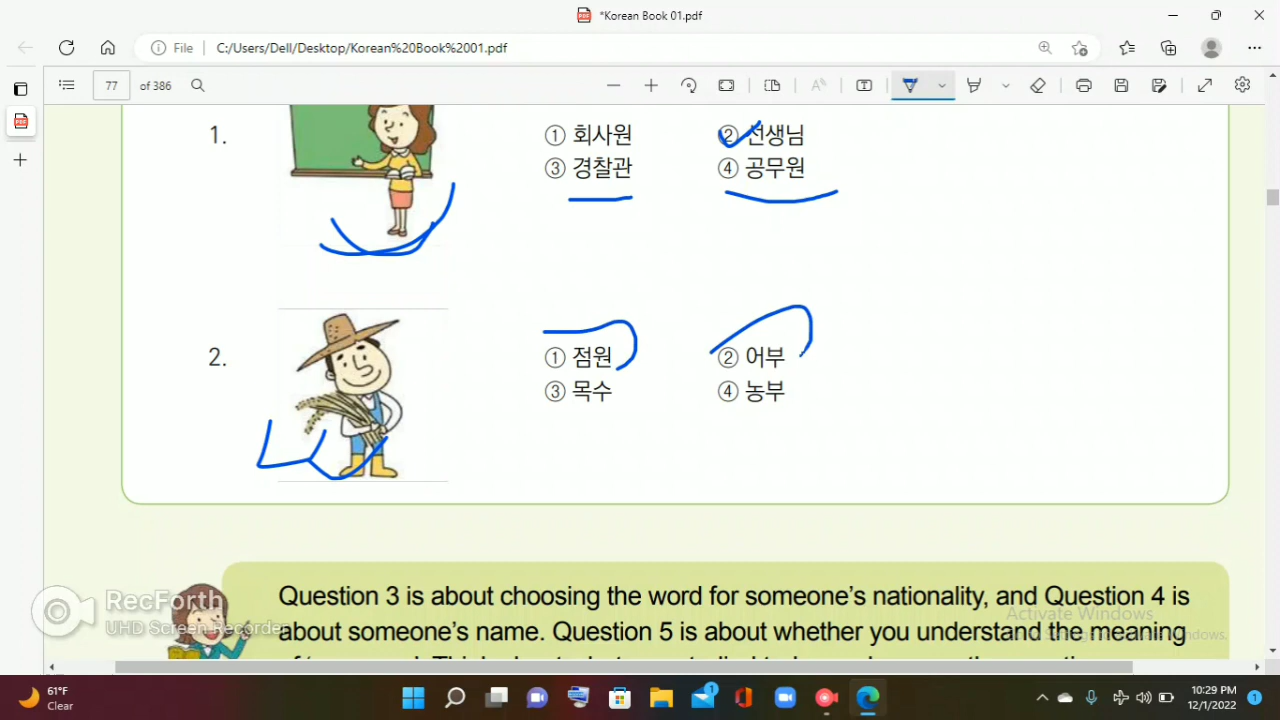 *Korean Book 01.pdf
File C:/Users/Dell/Desktop/Korean%20Book%2001.pdf
77 of 386
1. ① 회사원 ② 선생님
③ 경찰관 ④ 공무원
2. ① 점원 ② 어부
③ 목수 ④ 농부
Question 3 is about choosing the word for someone's nationality, and Question 4 is
about someone's name. Question 5 is about whether you understand the meaning
RecForth
UHD Screen Recorder
Activate Windows
61°F
Clear
10:29 PM
12/1/2022